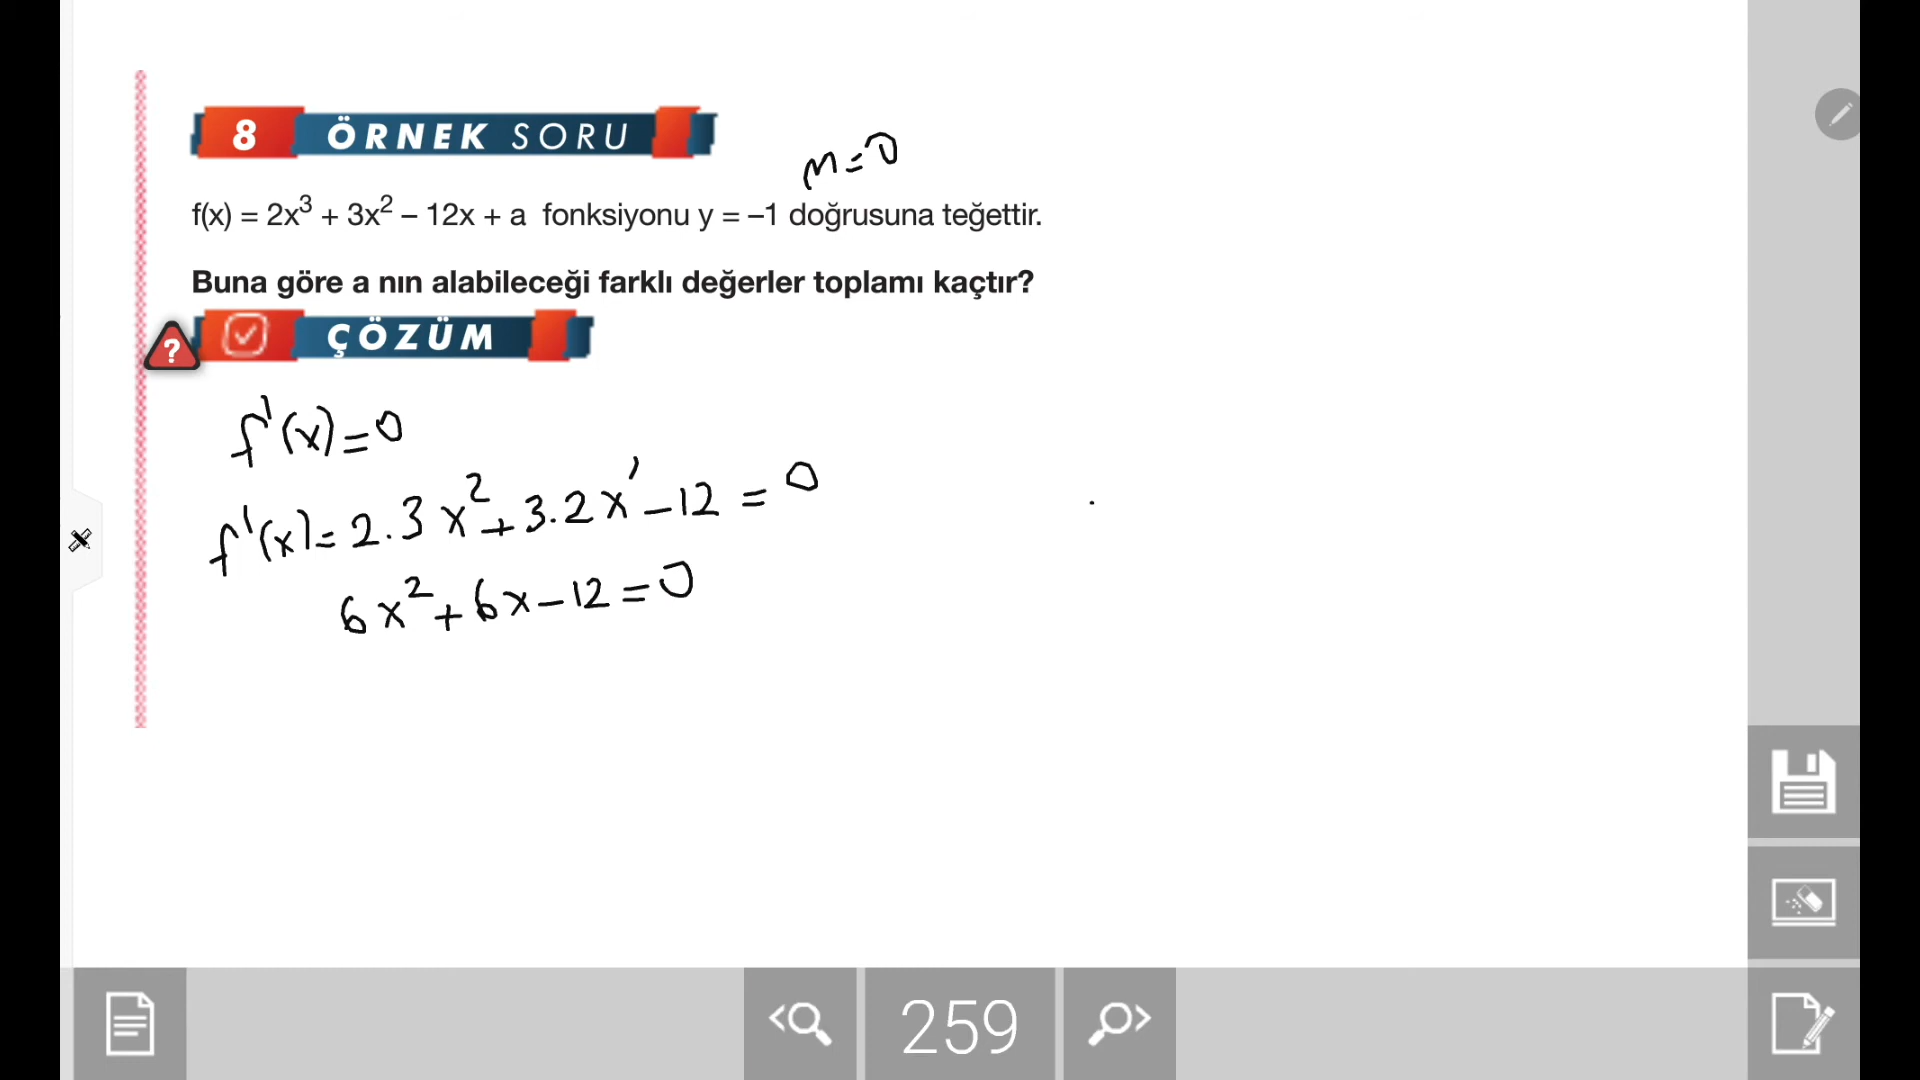 8 ÖRNEK SORU
m=0
f(x) = 2x³ + 3x² – 12x + a fonksiyonu y = –1 doğrusuna teğettir.
Buna göre a nın alabileceği farklı değerler toplamı kaçtır?
? ÇÖZÜM
f'(x)=0
f'(x)=2.3x²+3.2x'-12=0
6x²+6x-12=0
259